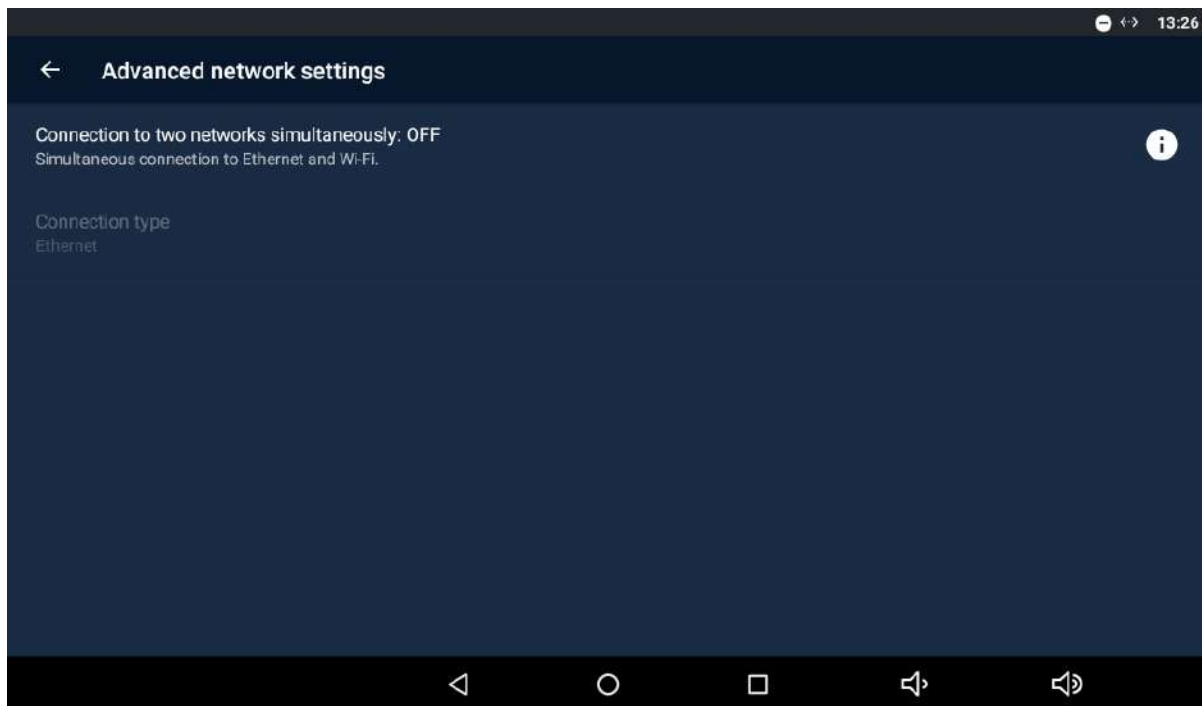 13:26
Advanced network settings
Connection to two networks simultaneously: OFF
Simultaneous connection to Ethernet and Wi-Fi.
Connection type
Ethernet